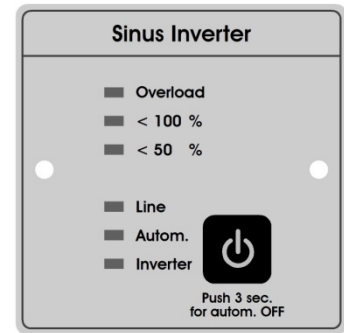 Sinus Inverter
Overload
< 100 %
< 50 %
Line
Autom.
Inverter
Push 3 sec.
for autom. OFF